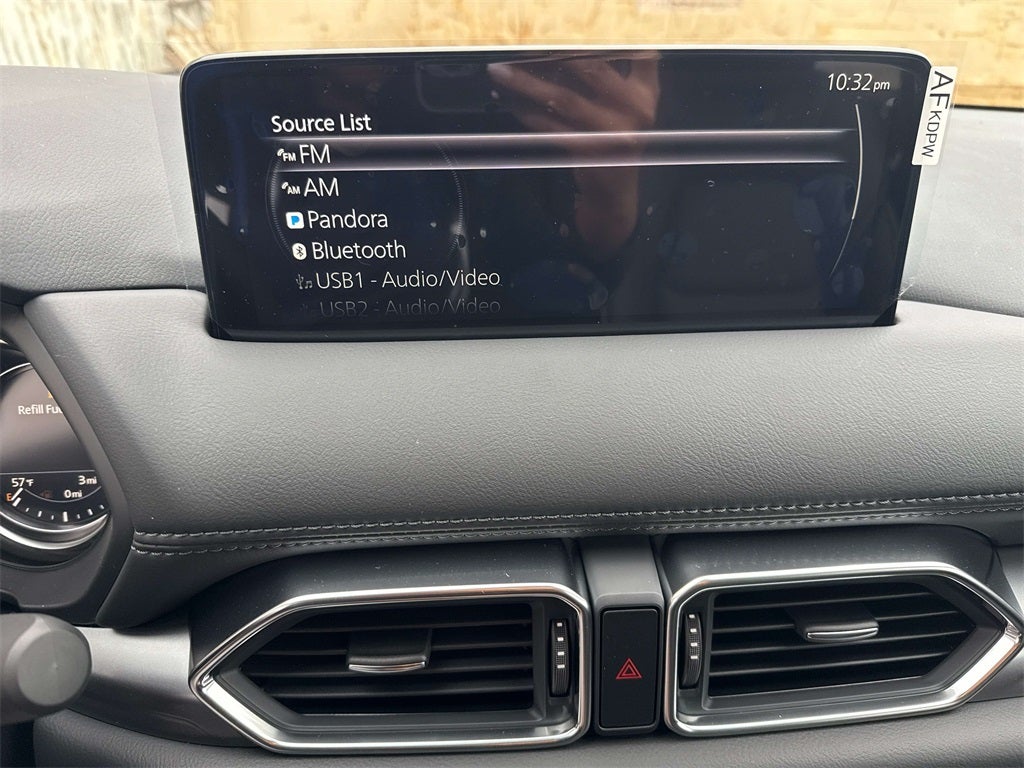 10:32pm
Source List
FM FM
AM AM
Pandora
Bluetooth
USB1 - Audio/Video
USB2 - Audio/Video
AF KDPW
Refill
57°F
3mi
0mi
E